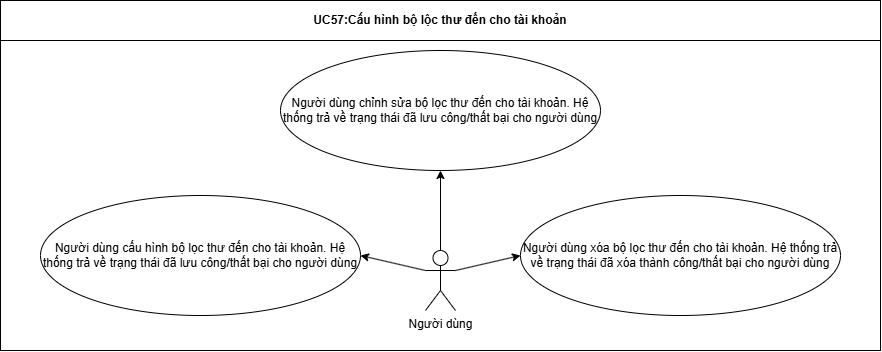 UC57:Cấu hình bộ lộc thư đến cho tài khoản
Người dùng chỉnh sửa bộ lọc thư đến cho tài khoản. Hệ
thống trả về trạng thái đã lưu công/thất bại cho người dùng
Người dùng cấu hình bộ lọc thư đến cho tài khoản. Hệ
thống trả về trạng thái đã lưu công/thất bại cho người dùng
Người dùng xóa bộ lọc thư đến cho tài khoản. Hệ thống trả
về trạng thái đã xóa thành công/thất bại cho người dùng
Người dùng